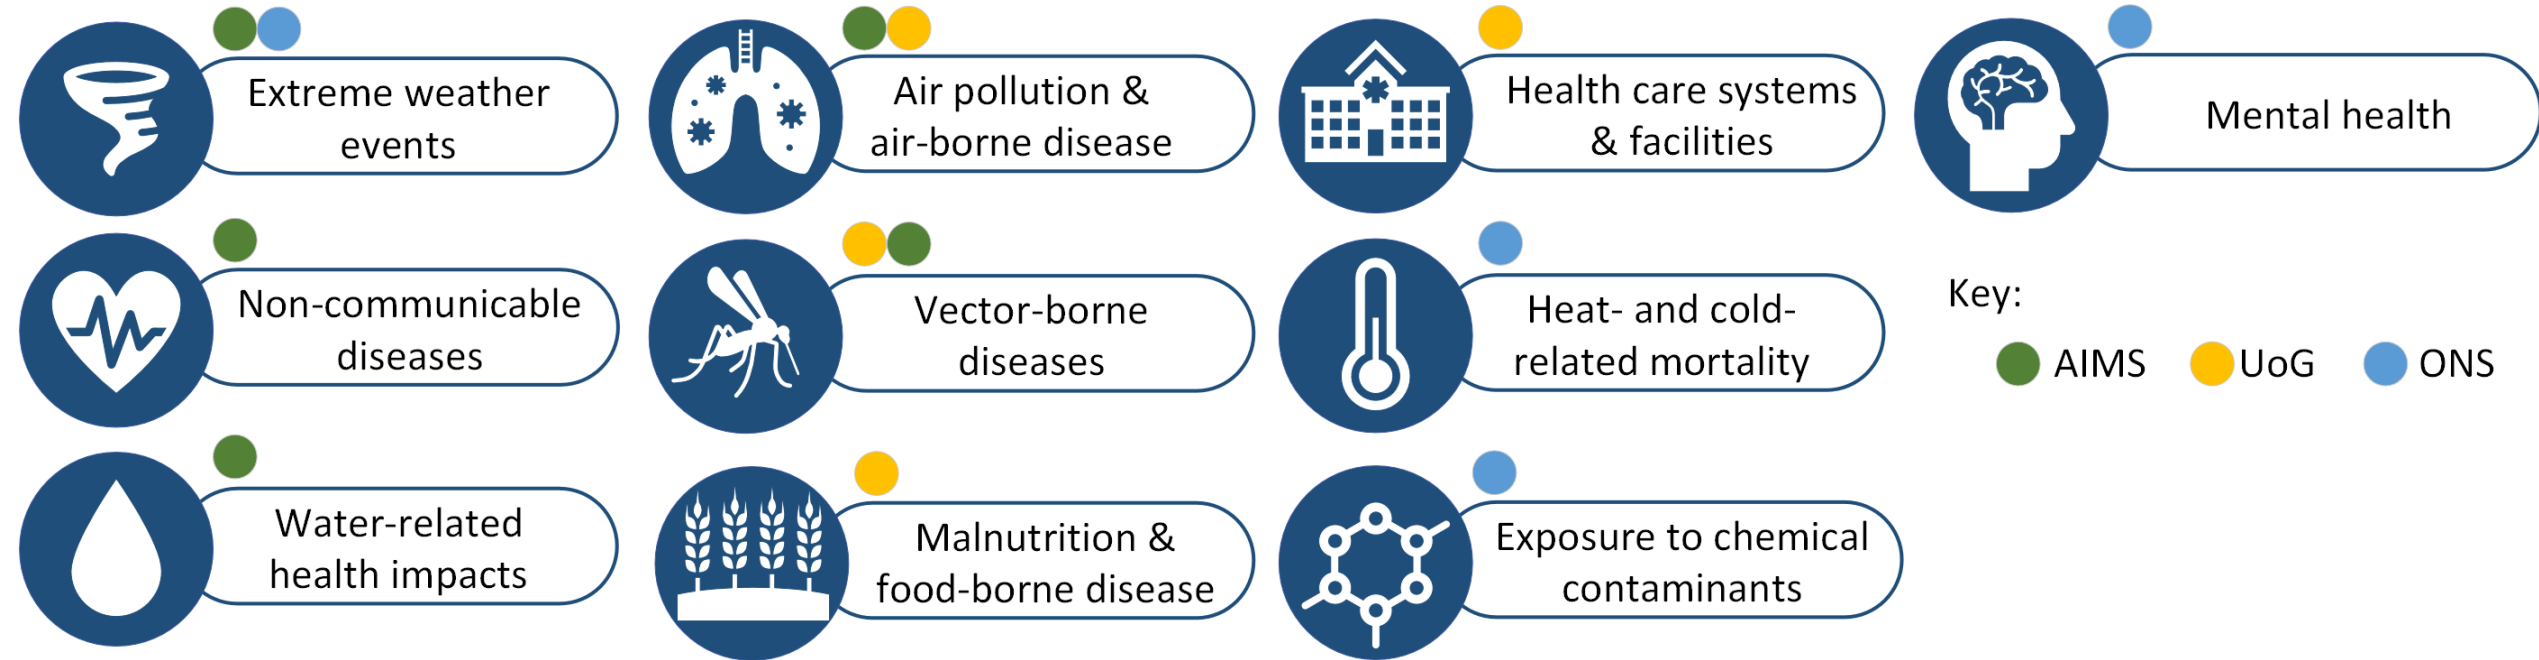 Extreme weather
events
Air pollution &
air-borne disease
Health care systems
& facilities
Mental health
Non-communicable
diseases
Vector-borne
diseases
Heat- and cold-
related mortality
Key:
AIMS UoG ONS
Water-related
health impacts
Malnutrition &
food-borne disease
Exposure to chemical
contaminants